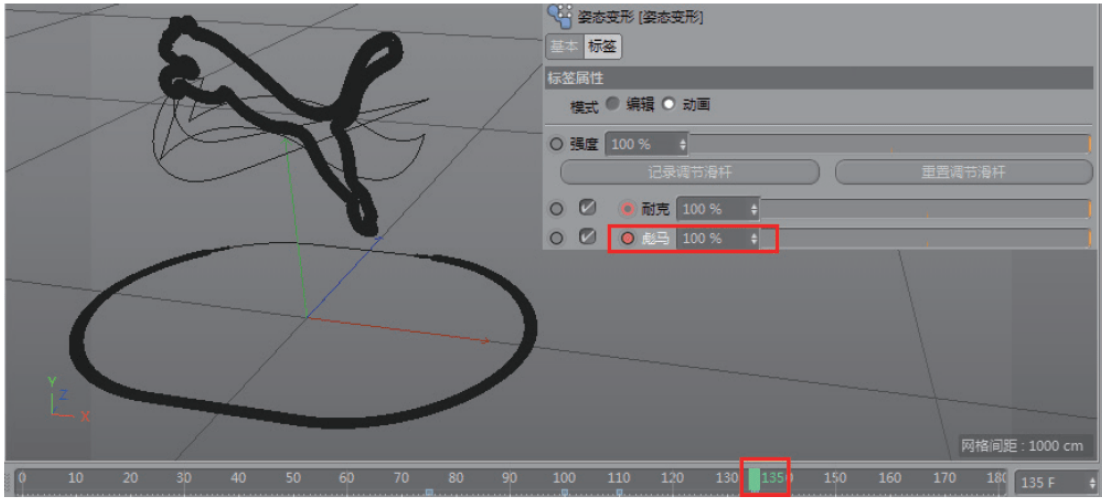 姿态变形 [姿态变形]
基本 标签
标签属性
模式 编辑 动画
强度 100 %
记录调节滑杆 重置调节滑杆
耐克 100 %
彪马 100 %
Y
Z
X
网格间距 : 1000 cm
0 10 20 30 40 50 60 70 80 90 100 110 120 130 135 150 160 170 18 135 F